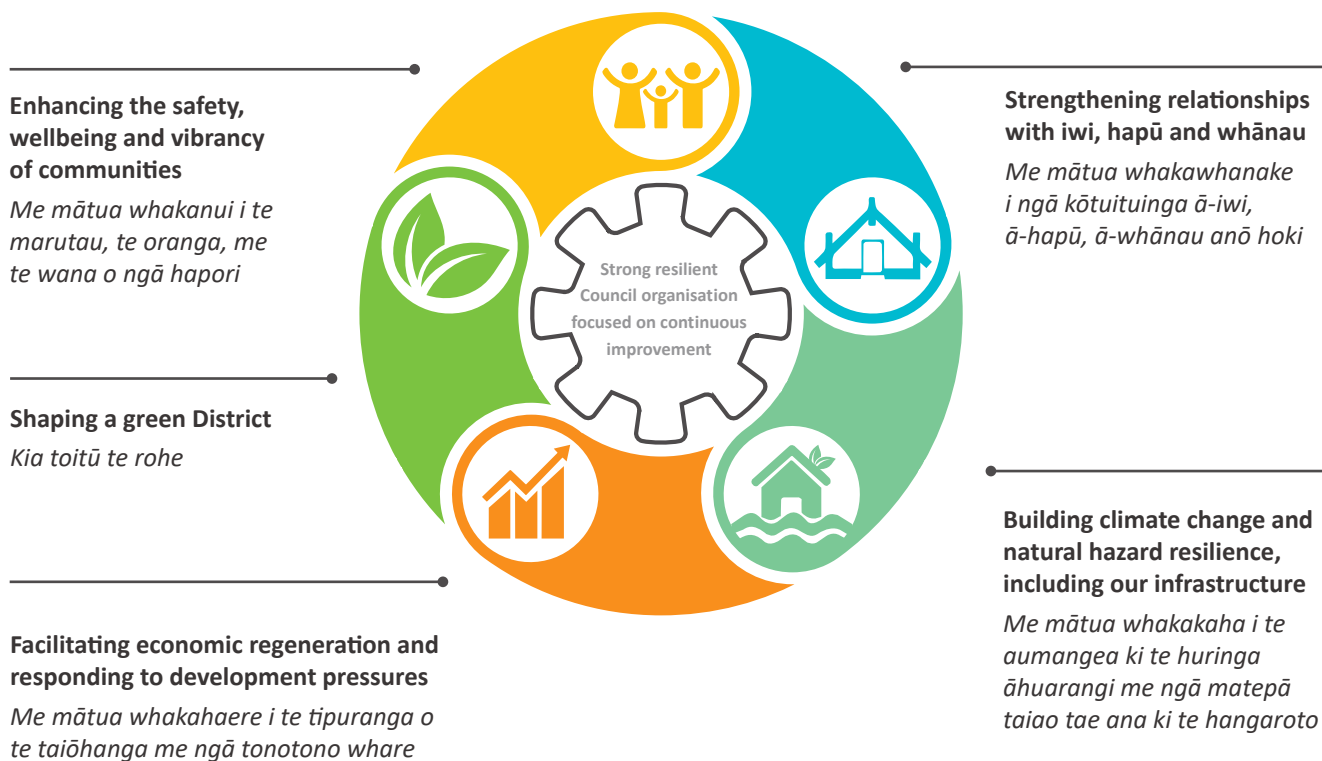 Enhancing the safety,
wellbeing and vibrancy
of communities
Me mātua whakanui i te
marutau, te oranga, me
te wana o ngā hapori
Shaping a green District
Kia toitū te rohe
Facilitating economic regeneration and
responding to development pressures
Me mātua whakahaere i te tipuranga o
te taiōhanga me ngā tonotono whare
Strong resilient
Council organisation
focused on continuous
improvement
Strengthening relationships
with iwi, hapū and whānau
Me mātua whakawhanake
i ngā kōtuituinga ā-iwi,
ā-hapū, ā-whānau anō hoki
Building climate change and
natural hazard resilience,
including our infrastructure
Me mātua whakakaha i te
aumangea ki te huringa
āhuarangi me ngā matepā
taiao tae ana ki te hangaroto